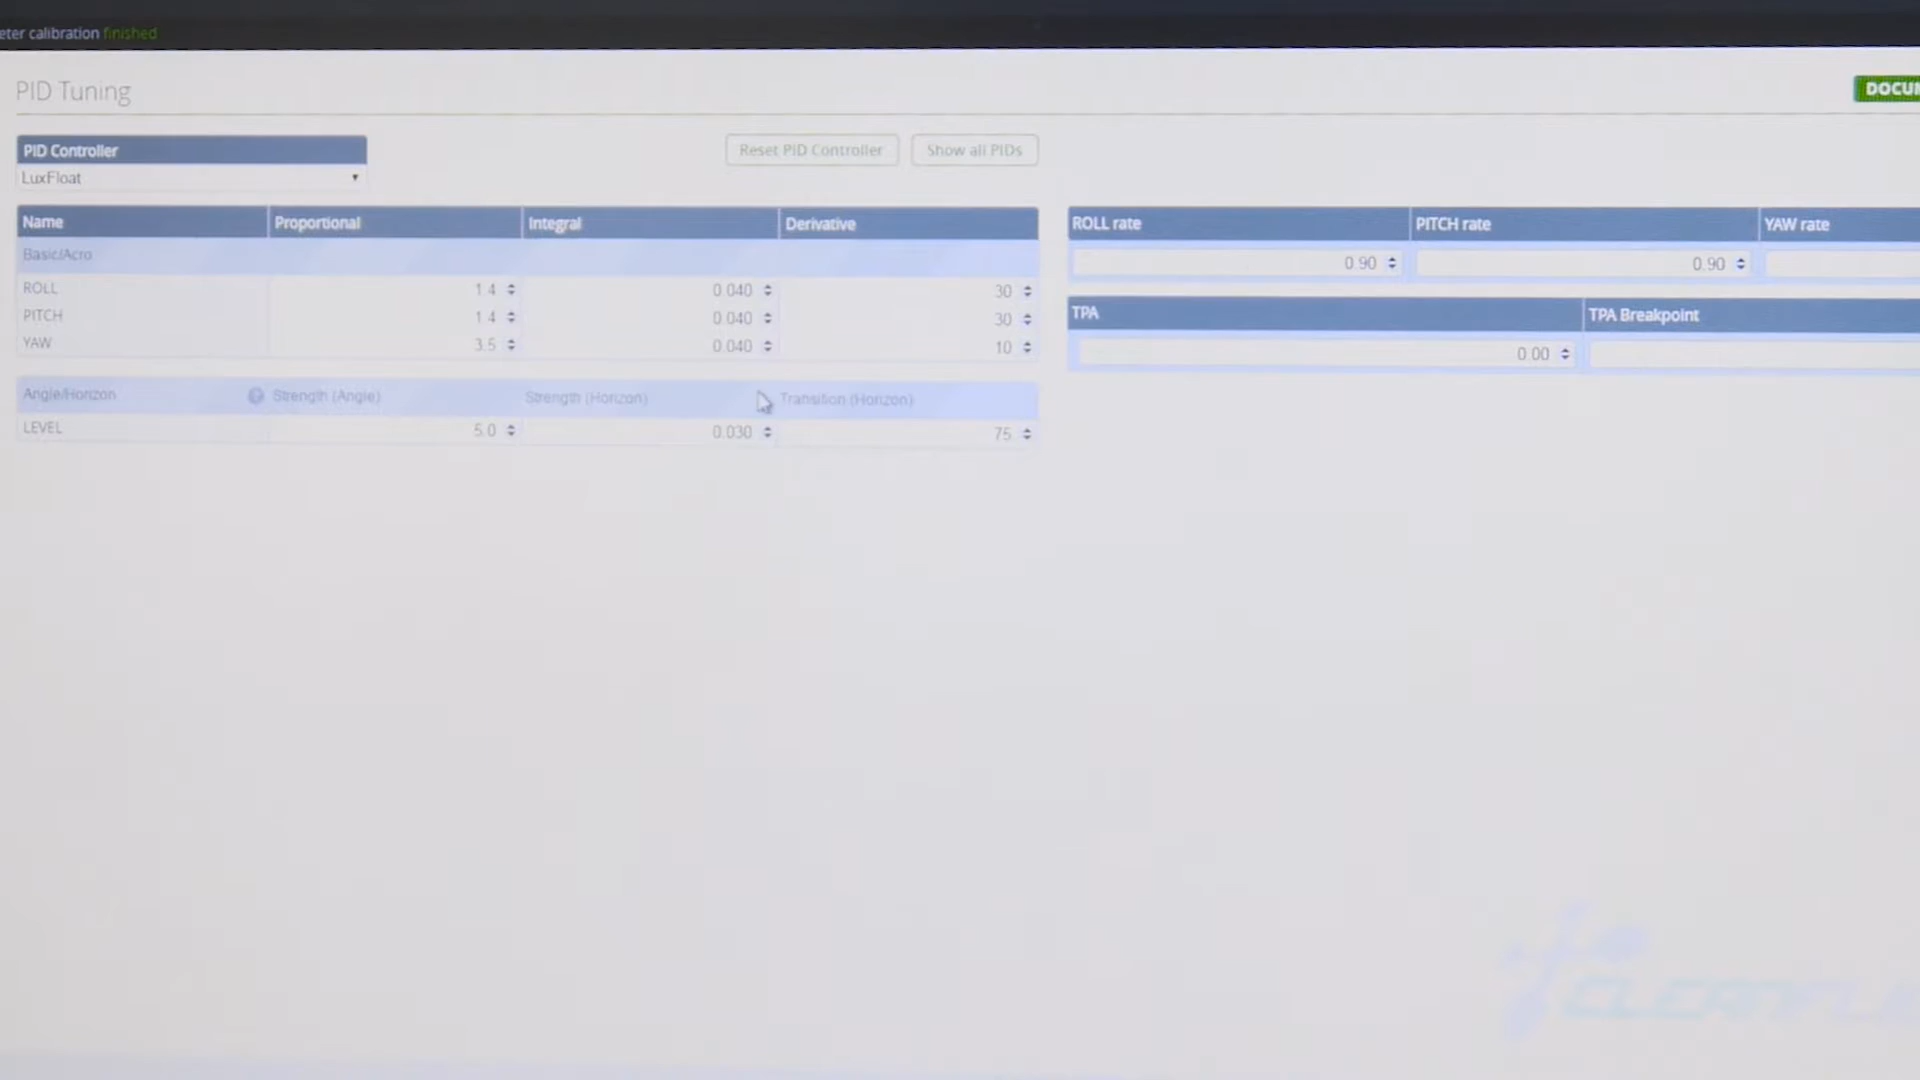 eter calibration finished
PID Tuning
DOCUM
PID Controller
Reset PID Controller
Show all PIDs
LuxFloat
Name Proportional Integral Derivative
Basic/Acro
ROLL 1.4 0.040 30
PITCH 1.4 0.040 30
YAW 3.5 0.040 10
Angle/Horizon Strength (Angle) Strength (Horizon) Transition (Horizon)
LEVEL 5.0 0.030 75
ROLL rate PITCH rate YAW rate
0.90 0.90
TPA TPA Breakpoint
0.00